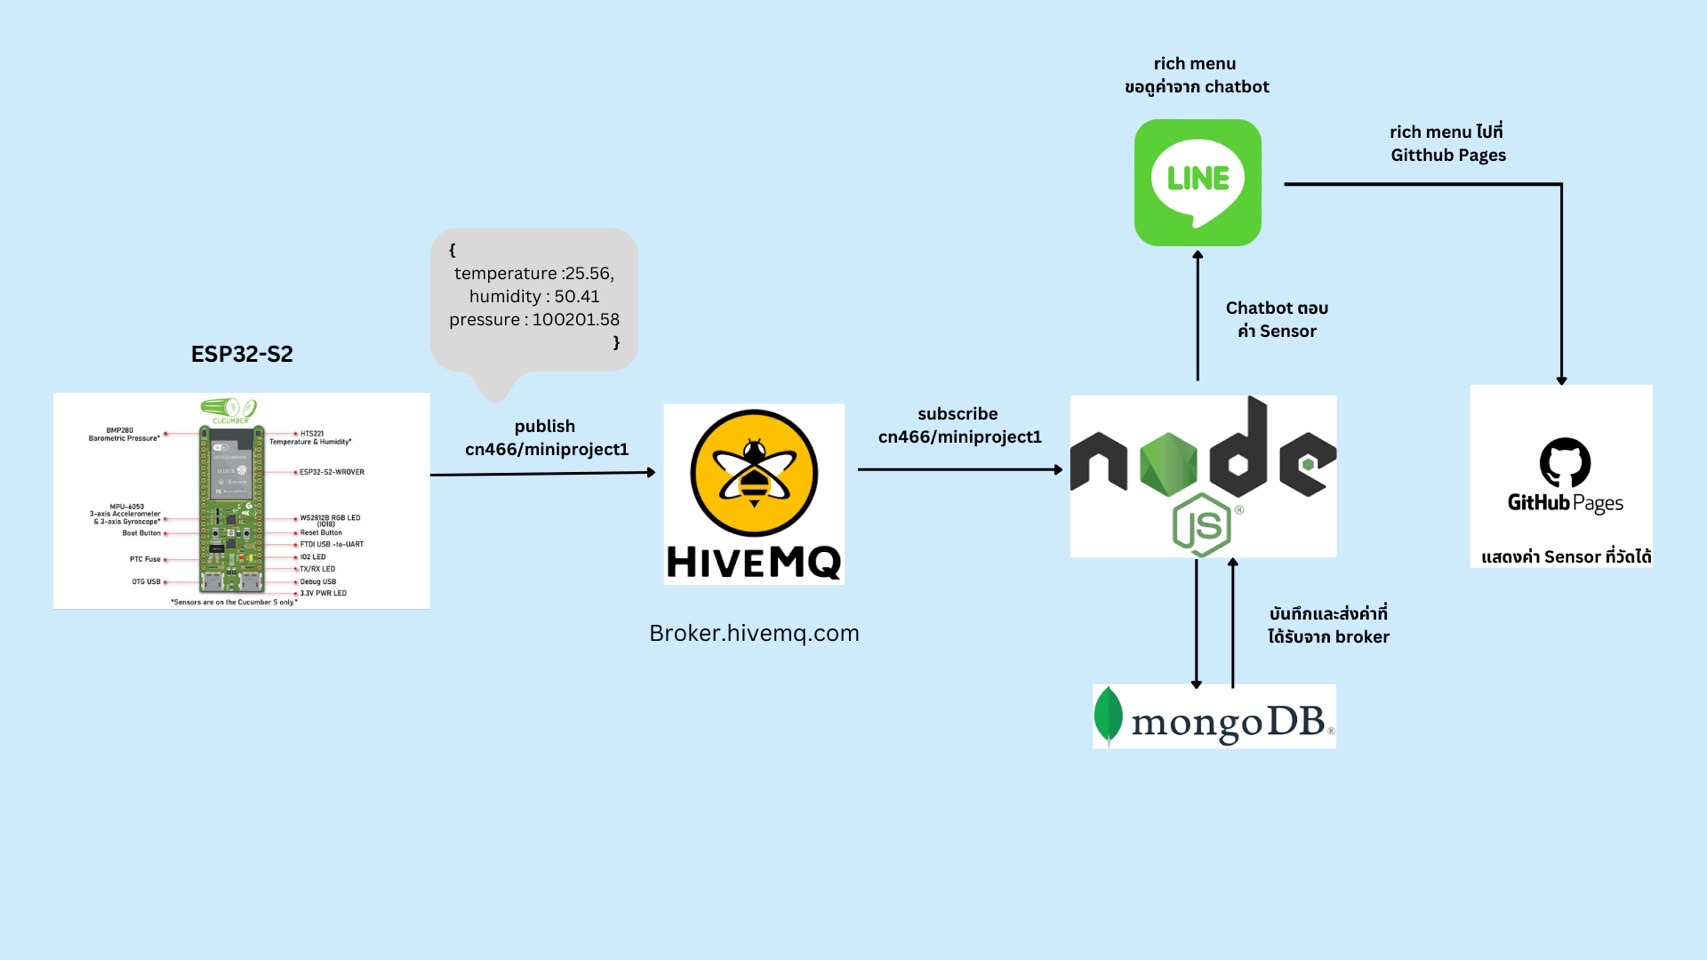 rich menu
ขอดูค่าจาก chatbot
LINE
rich menu ไปที่
Gitthub Pages
{
temperature :25.56,
humidity : 50.41
pressure : 100201.58
}
Chatbot ตอบ
ค่า Sensor
ESP32-S2
CUCUMBER
BMP280
Barometric Pressure*
HTS221
Temperature & Humidity*
ESP32-S2-WROVER
MPU-6050
3-axis Accelerometer
& 3-axis Gyroscope*
Boot Button
PTC Fuse
OTG USB
WS2812B RGB LED
(IO18)
Reset Button
FTDI USB -to-UART
IO2 LED
TX/RX LED
Debug USB
3.3V PWR LED
*Sensors are on the Cucumber S only.*
publish
cn466/miniproject1
HIVEMQ
Broker.hivemq.com
subscribe
cn466/miniproject1
node
JS®
GitHub Pages
แสดงค่า Sensor ที่วัดได้
บันทึกและส่งค่าที่
ได้รับจาก broker
mongoDB®